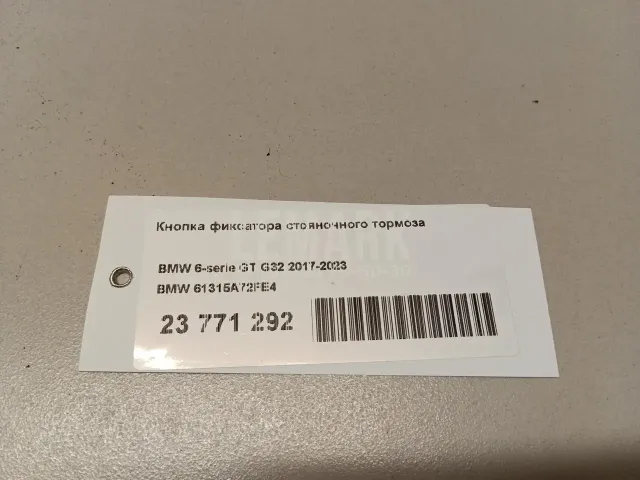 Кнопка фиксатора стояночного тормоза
BMW 6-serie GT G32 2017-2023
BMW 61315A72FE4
23 771 292